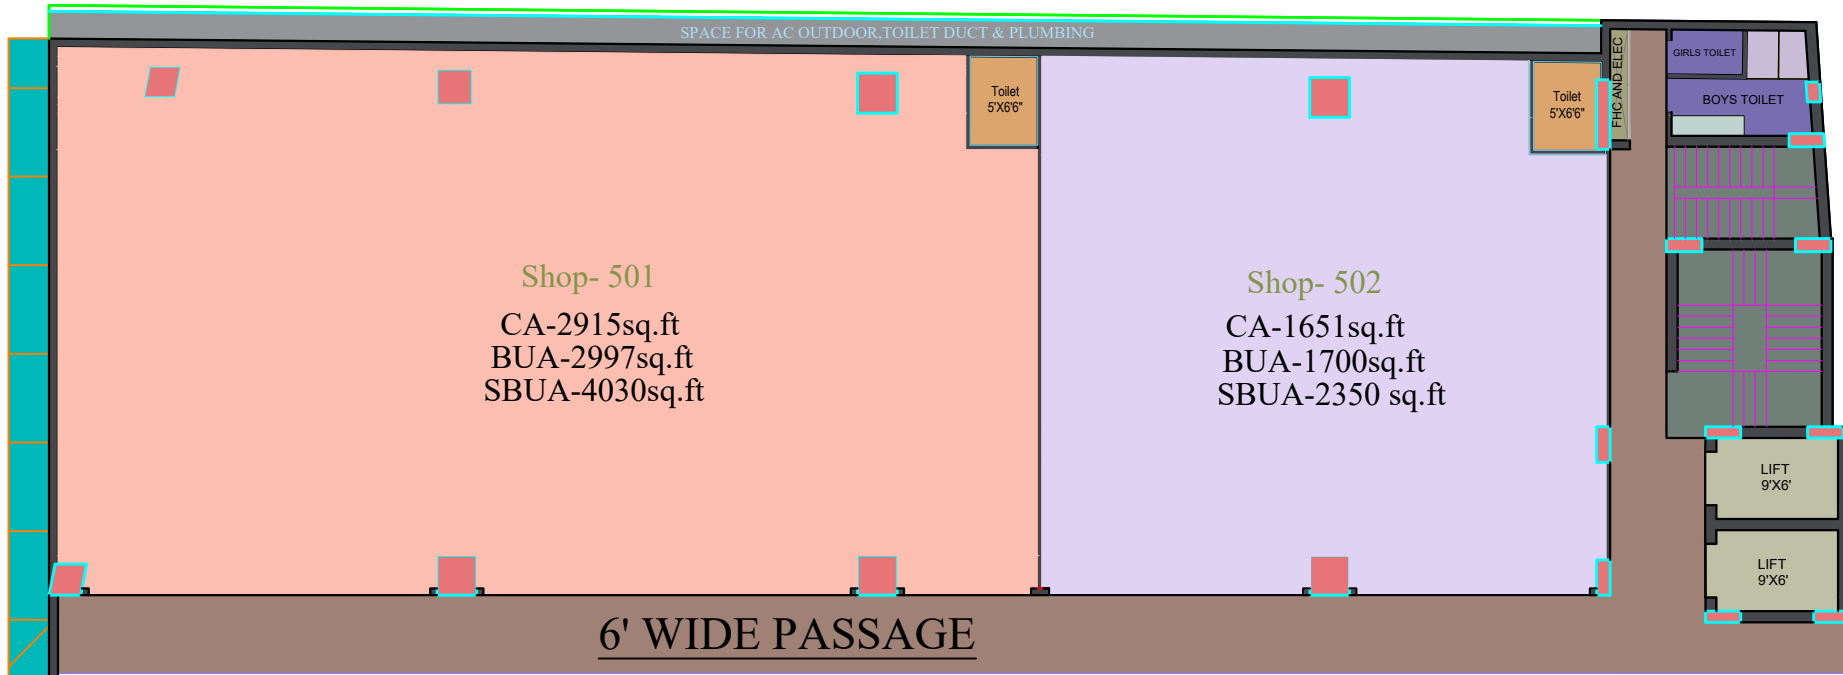 SPACE FOR AC OUTDOOR,TOILET DUCT & PLUMBING
Toilet
5'X6'6"
Toilet
5'X6'6"
FHC AND ELEC
GIRLS TOILET
BOYS TOILET
Shop- 501
CA-2915sq.ft
BUA-2997sq.ft
SBUA-4030sq.ft
Shop- 502
CA-1651sq.ft
BUA-1700sq.ft
SBUA-2350 sq.ft
LIFT
9'X6'
LIFT
9'X6'
6' WIDE PASSAGE